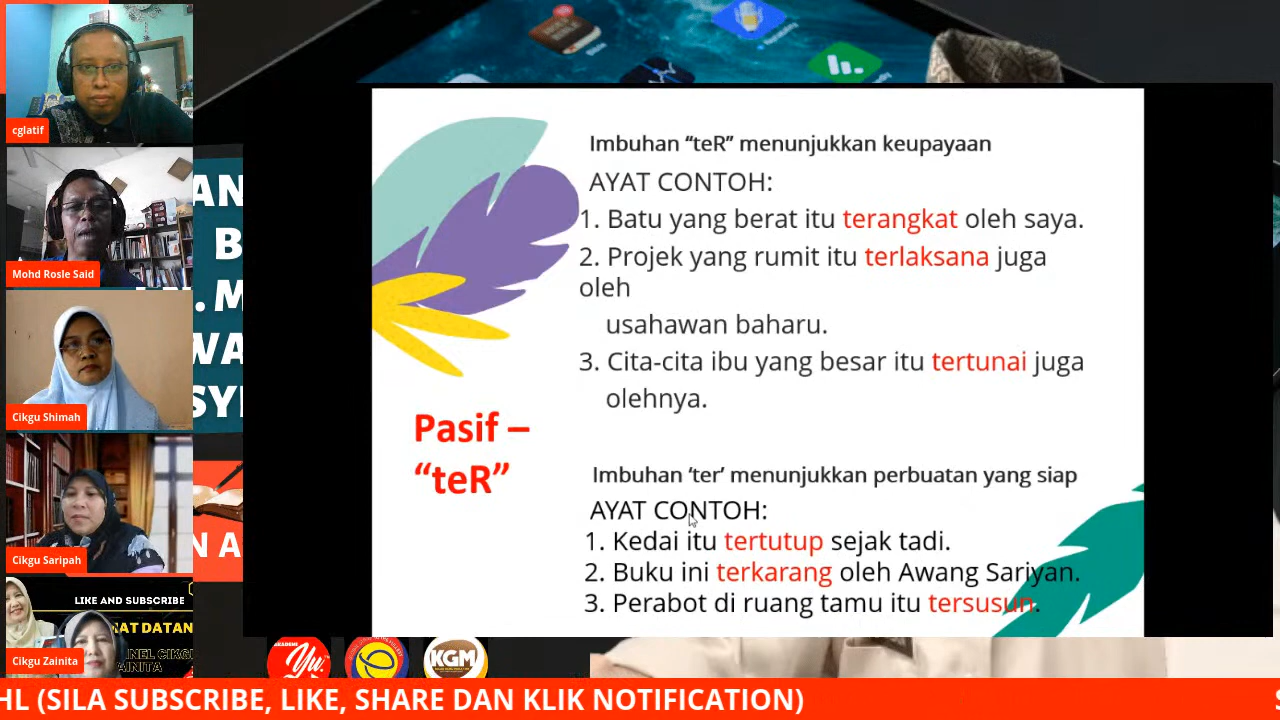 cglatif
Mohd Rosle Said
Cikgu Shimah
Cikgu Saripah
LIKE AND SUBSCRIBE
Cikgu Zainita
Imbuhan “teR” menunjukkan keupayaan
AYAT CONTOH:
1. Batu yang berat itu terangkat oleh saya.
2. Projek yang rumit itu terlaksana juga
oleh
usahawan baharu.
3. Cita-cita ibu yang besar itu tertunai juga
olehnya.
Pasif –
“teR”
Imbuhan ‘ter’ menunjukkan perbuatan yang siap
AYAT CONTOH:
1. Kedai itu tertutup sejak tadi.
2. Buku ini terkarang oleh Awang Sariyan.
3. Perabot di ruang tamu itu tersusun.
Yu
KGM
HL (SILA SUBSCRIBE, LIKE, SHARE DAN KLIK NOTIFICATION)